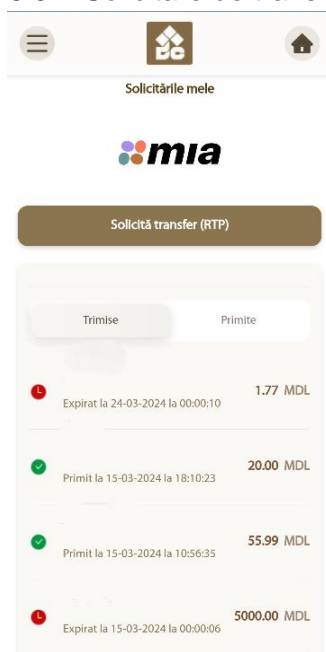 Solicitările mele
mia
Solicită transfer (RTP)
Trimise
Primite
1.77 MDL
Expirat la 24-03-2024 la 00:00:10
20.00 MDL
Primit la 15-03-2024 la 18:10:23
55.99 MDL
Primit la 15-03-2024 la 10:56:35
5000.00 MDL
Expirat la 15-03-2024 la 00:00:06